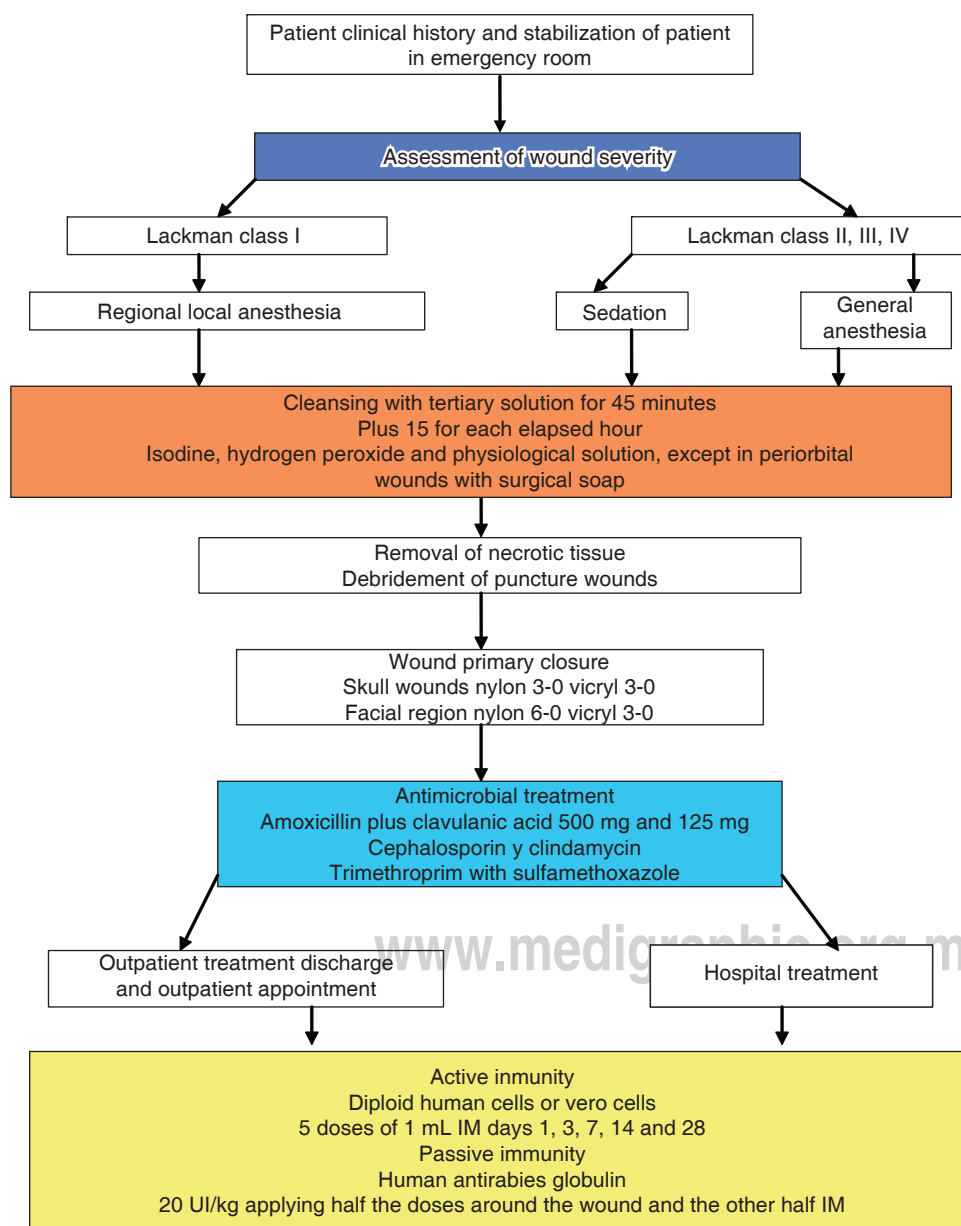 Patient clinical history and stabilization of patient
in emergency room
Assessment of wound severity
Lackman class I
Lackman class II, III, IV
Regional local anesthesia
Sedation
General
anesthesia
Cleansing with tertiary solution for 45 minutes
Plus 15 for each elapsed hour
Isodine, hydrogen peroxide and physiological solution, except in periorbital
wounds with surgical soap
Removal of necrotic tissue
Debridement of puncture wounds
Wound primary closure
Skull wounds nylon 3-0 vicryl 3-0
Facial region nylon 6-0 vicryl 3-0
Antimicrobial treatment
Amoxicillin plus clavulanic acid 500 mg and 125 mg
Cephalosporin y clindamycin
Trimethroprim with sulfamethoxazole
www.medigraphic.org.m
Outpatient treatment discharge
and outpatient appointment
Hospital treatment
Active inmunity
Diploid human cells or vero cells
5 doses of 1 mL IM days 1, 3, 7, 14 and 28
Passive immunity
Human antirabies globulin
20 UI/kg applying half the doses around the wound and the other half IM